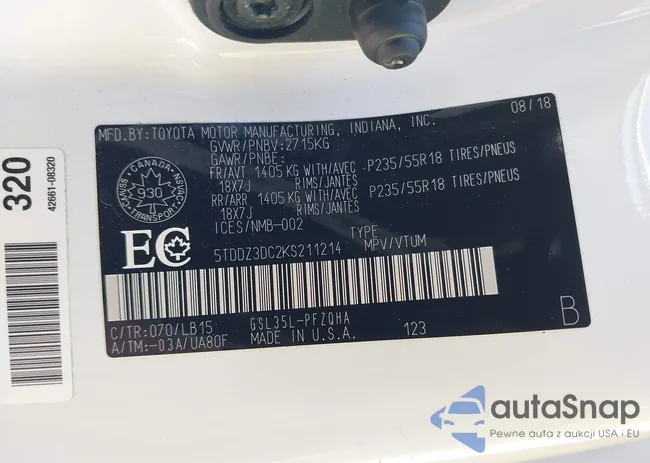 320
42661-08320
08/18
MFD.BY:TOYOTA MOTOR MANUFACTURING, INDIANA, INC.
GVWR/PNBV:2715KG
GAWR/PNBE:
FR/AVT 1405 KG WITH/AVEC P235/55R18 TIRES/PNEUS
18X7J RIMS/JANTES
RR/ARR 1405 KG WITH/AVEC P235/55R18 TIRES/PNEUS
18X7J RIMS/JANTES
ICES/NMB-002
CANADA
930
TRANSPORT
EC
TYPE
5TDDZ3DC2KS211214 MPV/VTUM
C/TR:070/LB15 GSL35L-PFZQHA
A/TM:-03A/UA80F MADE IN U.S.A. 123
B
autaSnap
Pewne auta z aukcji USA i EU